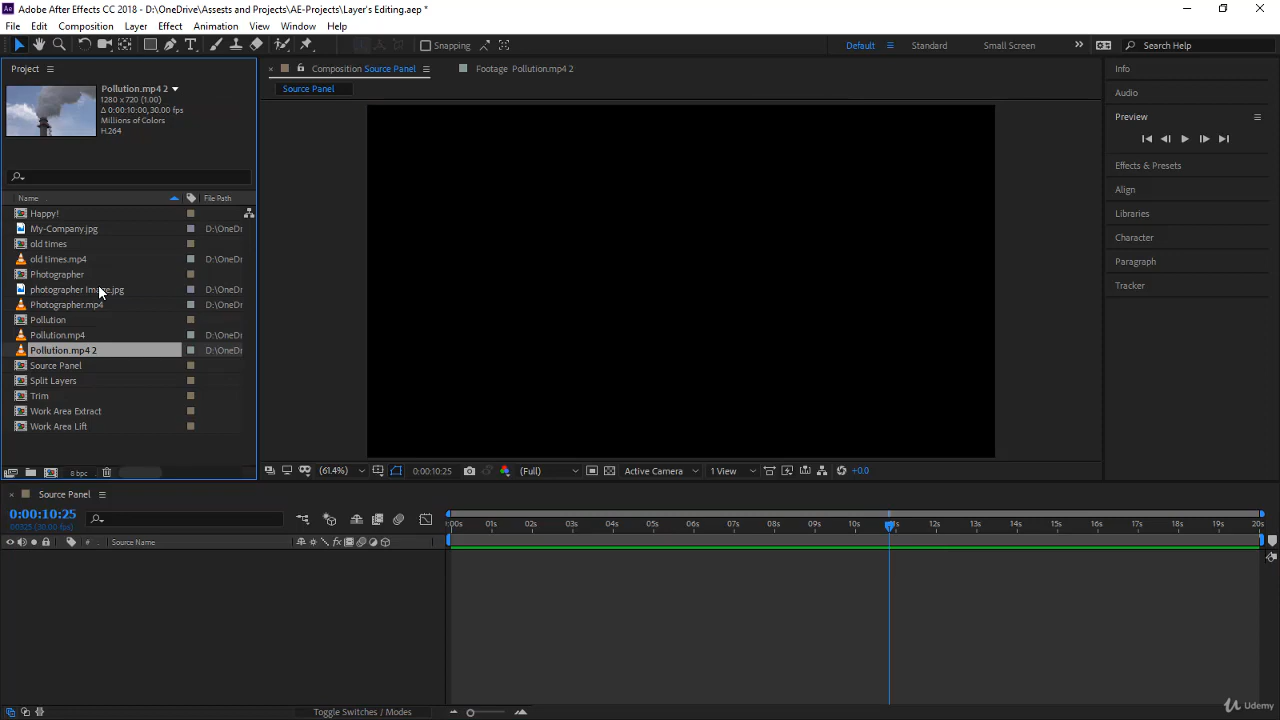 Adobe After Effects CC 2018 - D:\OneDrive\Assests and Projects\AE-Projects\Layer's Editing.aep *
File Edit Composition Layer Effect Animation View Window Help
Snapping Default Standard Small Screen Search Help
Project Composition Source Panel Footage Pollution.mp4 2 Info
Source Panel
Pollution.mp4 2
1280 x 720 (1.00)
Δ 0:00:10:00, 30.00 fps
Millions of Colors
H.264
Audio
Preview
Effects & Presets
Align
Libraries
Character
Paragraph
Tracker
Name File Path
Happy!
My-Company.jpg D:\OneDr
old times
old times.mp4 D:\OneDr
Photographer
photographer Image.jpg D:\OneDr
Photographer.mp4 D:\OneDr
Pollution
Pollution.mp4 D:\OneDr
Pollution.mp4 2 D:\OneDr
Source Panel
Split Layers
Trim
Work Area Extract
Work Area Lift
8 bpc (61.4%) 0:00:10:25 (Full) Active Camera 1 View +0.0
Source Panel
0:00:10:25
00325 (30.00 fps)
:00s 01s 02s 03s 04s 05s 06s 07s 08s 09s 10s 12s 13s 14s 15s 16s 17s 18s 19s 20s
# Source Name fx
Toggle Switches / Modes
Udemy